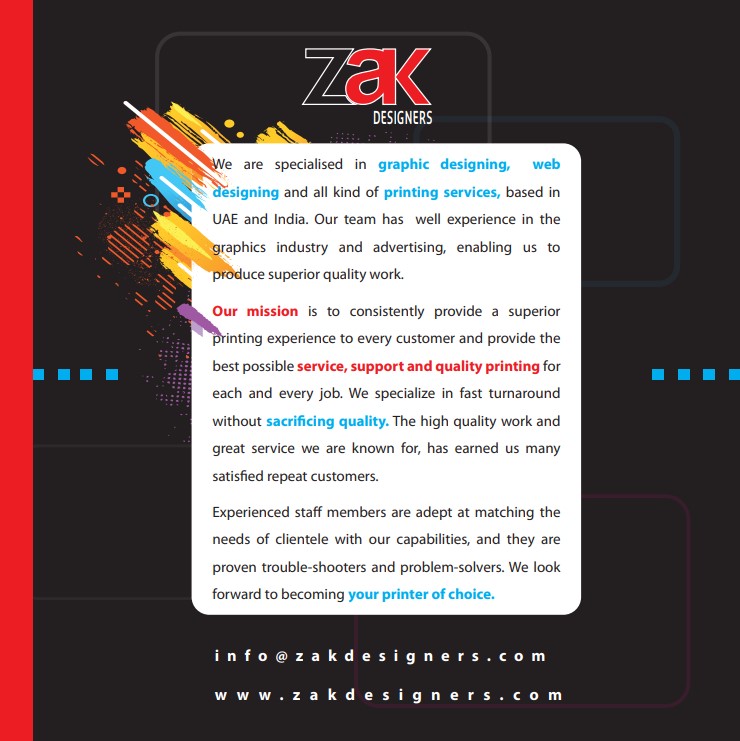 zak
DESIGNERS
We are specialised in graphic designing, web
designing and all kind of printing services, based in
UAE and India. Our team has well experience in the
graphics industry and advertising, enabling us to
produce superior quality work.
Our mission is to consistently provide a superior
printing experience to every customer and provide the
best possible service, support and quality printing for
each and every job. We specialize in fast turnaround
without sacrificing quality. The high quality work and
great service we are known for, has earned us many
satisfied repeat customers.
Experienced staff members are adept at matching the
needs of clientele with our capabilities, and they are
proven trouble-shooters and problem-solvers. We look
forward to becoming your printer of choice.
info@zakdesigners.com
www.zakdesigners.com